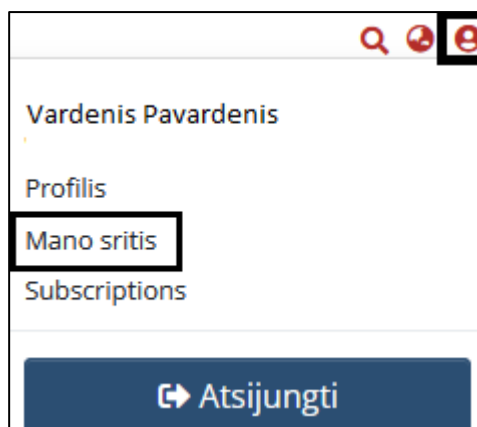 Vardenis Pavardenis
Profilis
Mano sritis
Subscriptions
Atsijungti